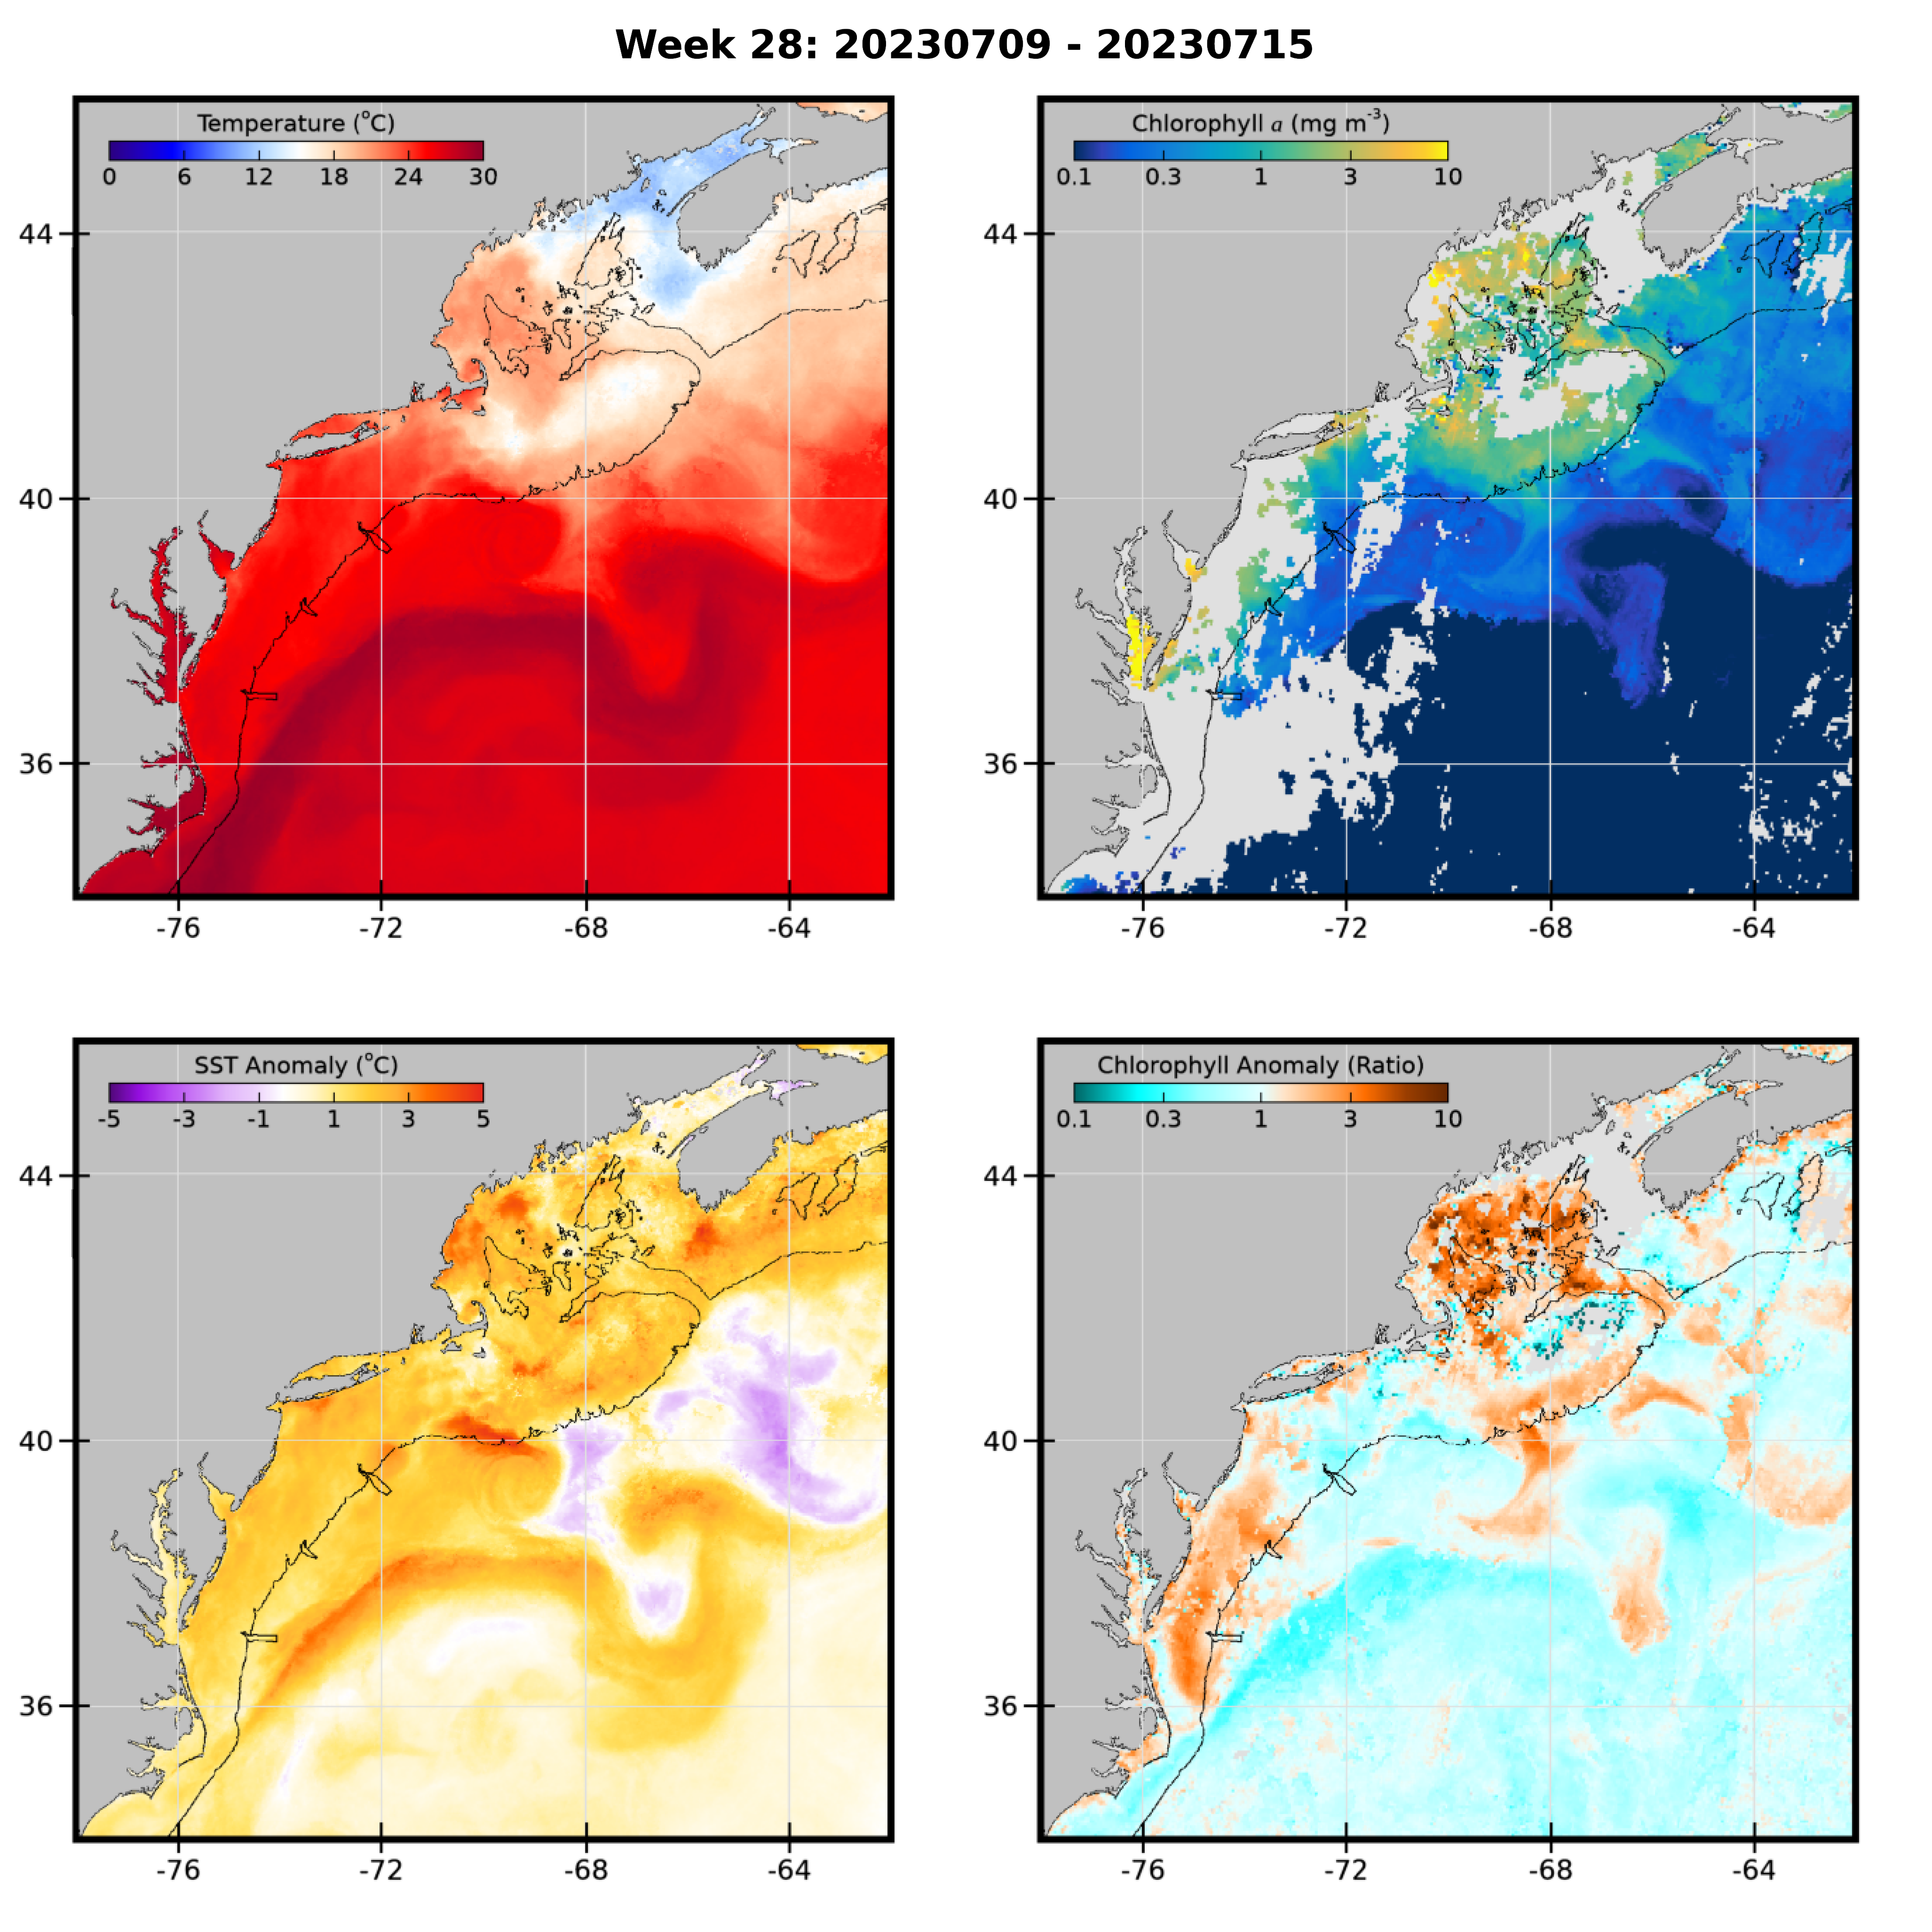 Week 28: 20230709 - 20230715
Temperature (°C)
0 6 12 18 24 30
44
40
36
-76 -72 -68 -64
Chlorophyll a (mg m⁻³)
0.1 0.3 1 3 10
44
40
36
-76 -72 -68 -64
SST Anomaly (°C)
-5 -3 -1 1 3 5
44
40
36
-76 -72 -68 -64
Chlorophyll Anomaly (Ratio)
0.1 0.3 1 3 10
44
40
36
-76 -72 -68 -64